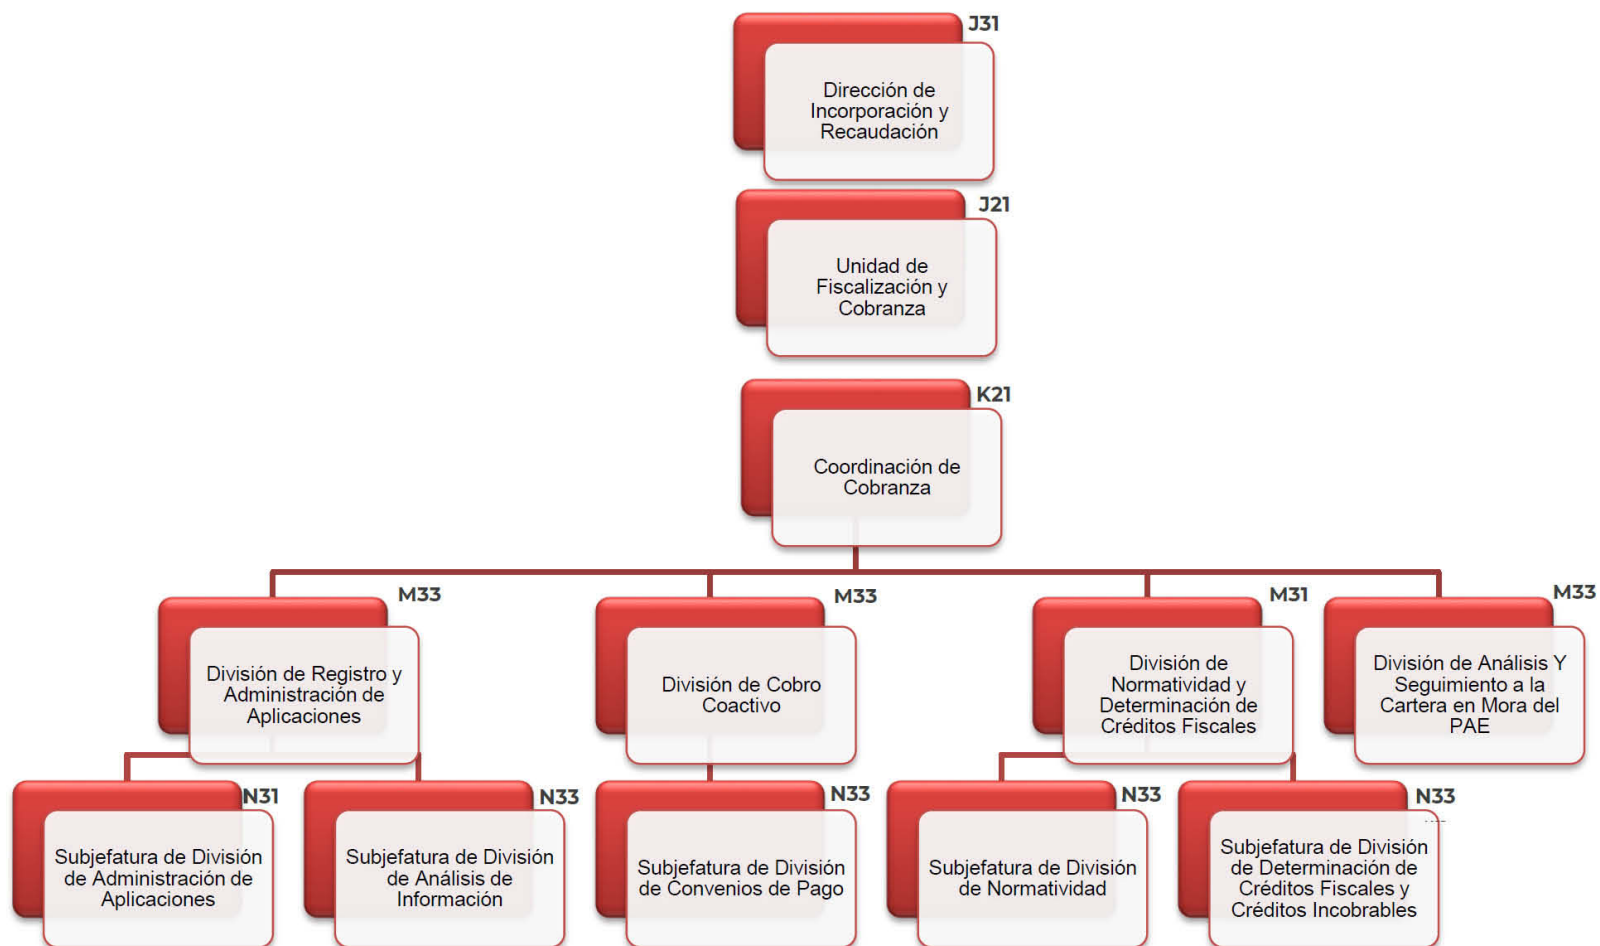 J31
Dirección de
Incorporación y
Recaudación
J21
Unidad de
Fiscalización y
Cobranza
K21
Coordinación de
Cobranza
M33
División de Registro y
Administración de
Aplicaciones
M33
División de Cobro
Coactivo
M31
División de
Normatividad y
Determinación de
Créditos Fiscales
M33
División de Análisis Y
Seguimiento a la
Cartera en Mora del
PAE
N31
Subjefatura de División
de Administración de
Aplicaciones
N33
Subjefatura de División
de Análisis de
Información
N33
Subjefatura de División
de Convenios de Pago
N33
Subjefatura de División
de Normatividad
N33
Subjefatura de División
de Determinación de
Créditos Fiscales y
Créditos Incobrables